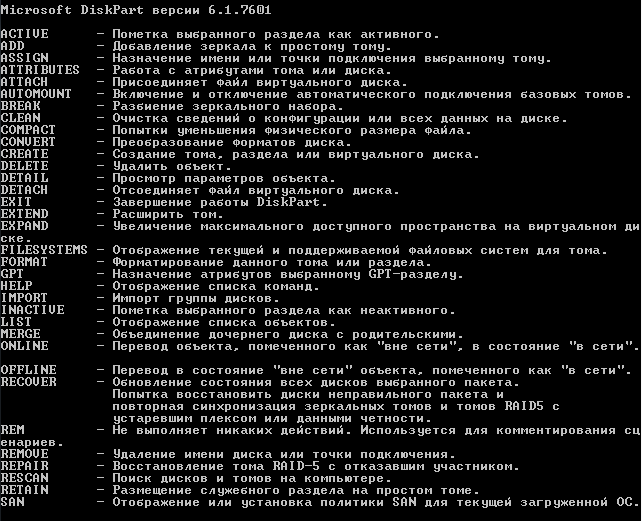 Microsoft DiskPart версии 6.1.7601
ACTIVE      - Пометка выбранного раздела как активного.
ADD         - Добавление зеркала к простому тому.
ASSIGN      - Назначение имени или точки подключения выбранному тому.
ATTRIBUTES  - Работа с атрибутами тома или диска.
ATTACH      - Присоединяет файл виртуального диска.
AUTOMOUNT   - Включение и отключение автоматического подключения базовых томов.
BREAK       - Разбиение зеркального набора.
CLEAN       - Очистка сведений о конфигурации или всех данных на диске.
COMPACT     - Попытки уменьшения физического размера файла.
CONVERT     - Преобразование форматов диска.
CREATE      - Создание тома, раздела или виртуального диска.
DELETE      - Удалить объект.
DETAIL      - Просмотр параметров объекта.
DETACH      - Отсоединяет файл виртуального диска.
EXIT        - Завершение работы DiskPart.
EXTEND      - Расширить том.
EXPAND      - Увеличение максимального доступного пространства на виртуальном ди
ске.
FILESYSTEMS - Отображение текущей и поддерживаемой файловых систем для тома.
FORMAT      - Форматирование данного тома или раздела.
GPT         - Назначение атрибутов выбранному GPT-разделу.
HELP        - Отображение списка команд.
IMPORT      - Импорт группы дисков.
INACTIVE    - Пометка выбранного раздела как неактивного.
LIST        - Отображение списка объектов.
MERGE       - Объединение дочернего диска с родительскими.
ONLINE      - Перевод объекта, помеченного как "вне сети", в состояние "в сети".
OFFLINE     - Перевод в состояние "вне сети" объекта, помеченного как "в сети".
RECOVER     - Обновление состояния всех дисков выбранного пакета.
Попытка восстановить диски неправильного пакета и
повторная синхронизация зеркальных томов и томов RAID5 с
устаревшим плексом или данными четности.
REM         - Не выполняет никаких действий. Используется для комментирования сц
енариев.
REMOVE      - Удаление имени диска или точки подключения.
REPAIR      - Восстановление тома RAID-5 с отказавшим участником.
RESCAN      - Поиск дисков и томов на компьютере.
RETAIN      - Размещение служебного раздела на простом томе.
SAN         - Отображение или установка политики SAN для текущей загруженной ОС.